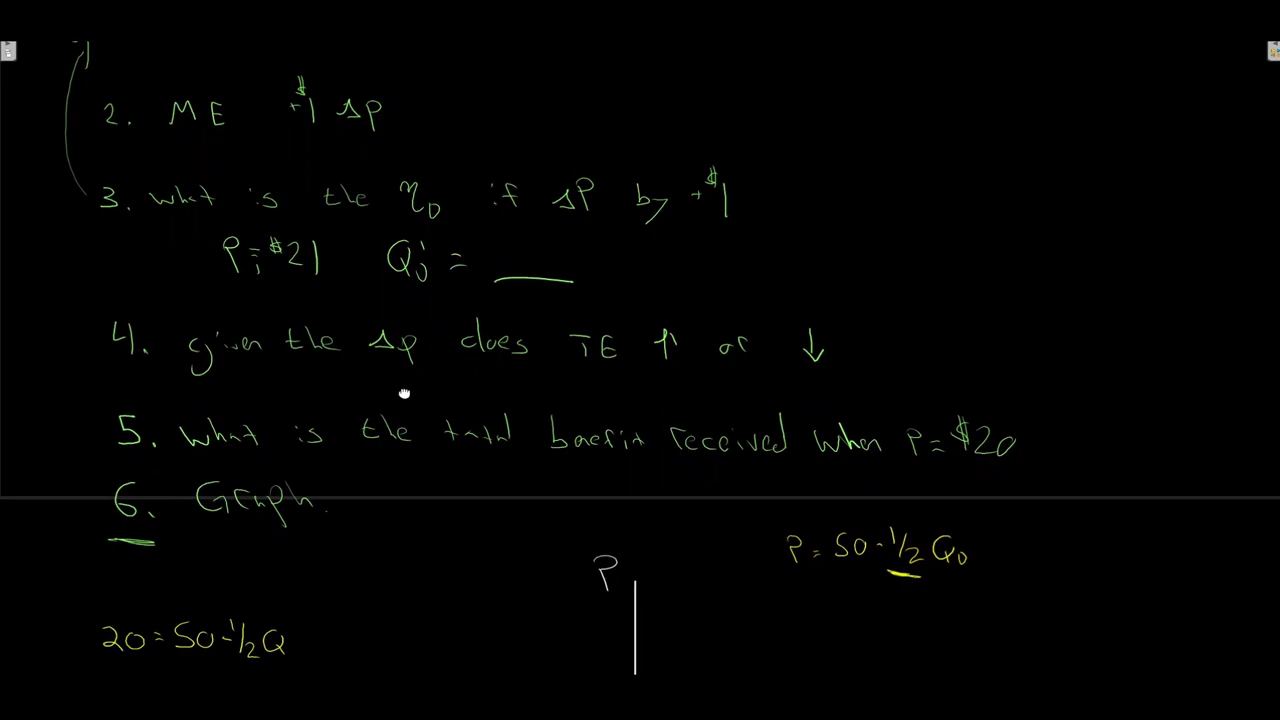 2. ME +$1 ΔP
3. What is the η_D if ΔP by +$1
P₁=$21 Q'_D = ____
4. given the ΔP does TE ↑ or ↓
5. What is the total benefit received when P=$20
6. Graph.
P = 50 - 1/2 Q_D
P
20 = 50 - 1/2 Q